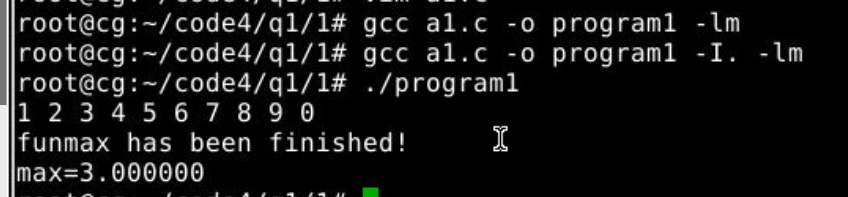 root@cg:~/code4/q1/1# gcc a1.c -o program1 -lm
root@cg:~/code4/q1/1# gcc a1.c -o program1 -I. -lm
root@cg:~/code4/q1/1# ./program1
1 2 3 4 5 6 7 8 9 0
funmax has been finished!
max=3.000000